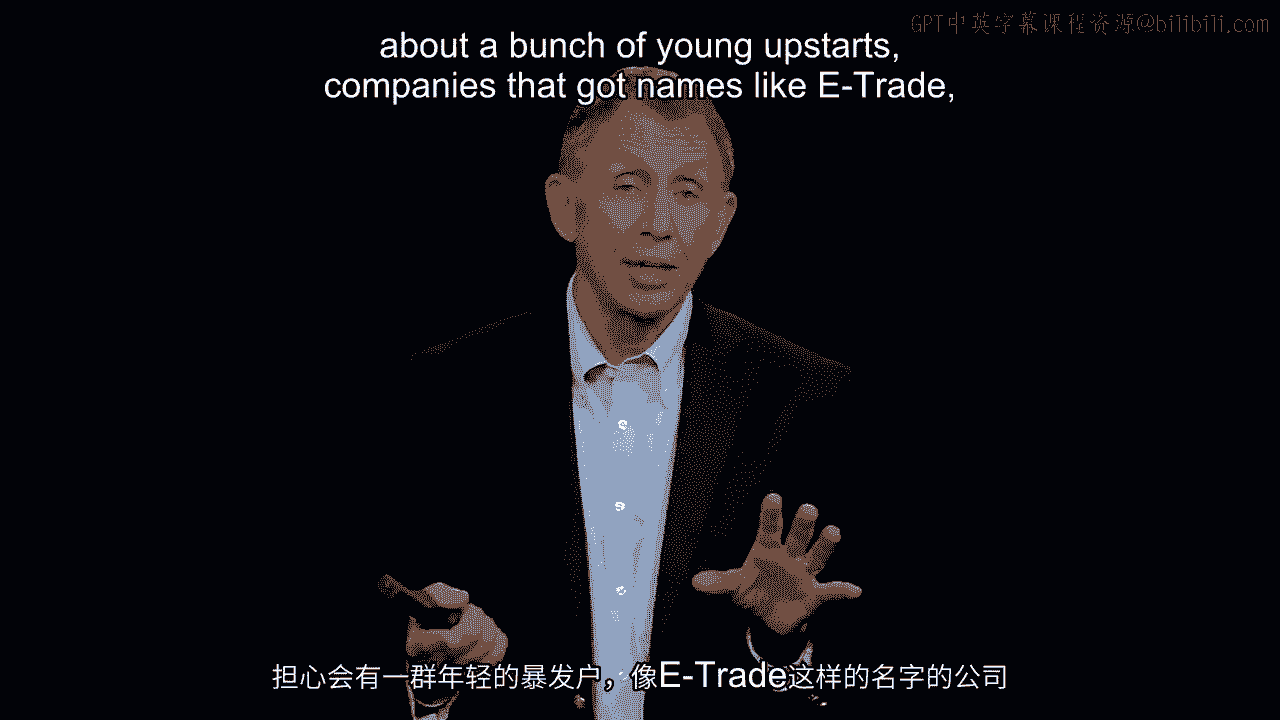 GPT中英字幕课程资源@bilibili.com
about a bunch of young upstarts,
companies that got names like E-Trade,
担心会有一群年轻的暴发户，像E-Trade这样的名字的公司